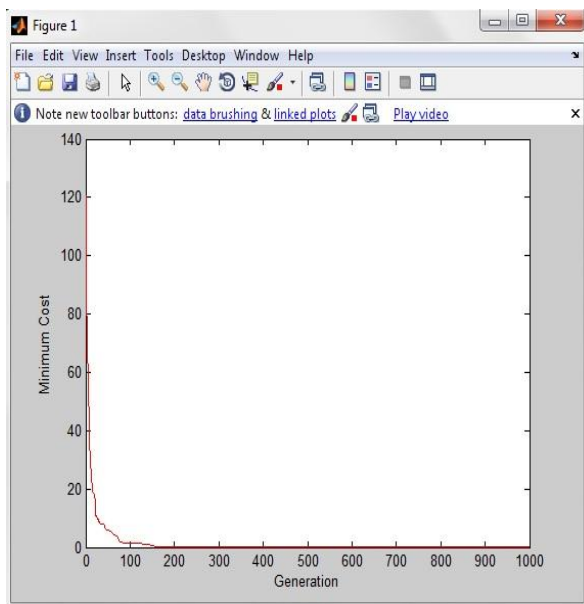 Figure 1
File Edit View Insert Tools Desktop Window Help
Note new toolbar buttons: data brushing & linked plots Play video
140
120
100
80
60
40
20
0
Minimum Cost
0 100 200 300 400 500 600 700 800 900 1000
Generation